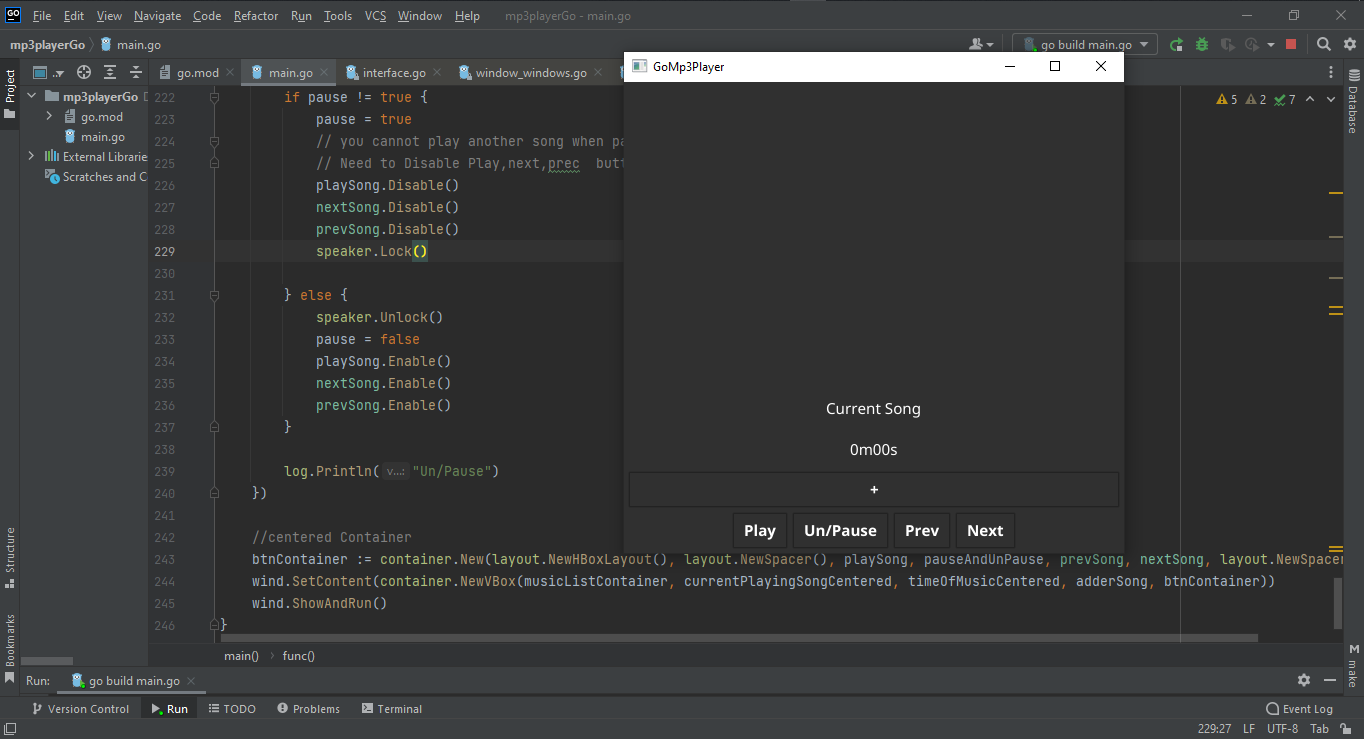 GO File Edit View Navigate Code Refactor Run Tools VCS Window Help mp3playerGo - main.go
mp3playerGo main.go go build main.go
Project
go.mod main.go interface.go window_windows.go
mp3playerGo
go.mod
main.go
External Librarie
Scratches and C
Structure
Bookmarks
222 if pause != true {
223 pause = true
224 // you cannot play another song when pa
225 // Need to Disable Play,next,prec butt
226 playSong.Disable()
227 nextSong.Disable()
228 prevSong.Disable()
229 speaker.Lock()
230
231 } else {
232 speaker.Unlock()
233 pause = false
234 playSong.Enable()
235 nextSong.Enable()
236 prevSong.Enable()
237 }
238
239 log.Println( v...: "Un/Pause")
240 })
241
242 //centered Container
243 btnContainer := container.New(layout.NewHBoxLayout(), layout.NewSpacer(), playSong, pauseAndUnPause, prevSong, nextSong, layout.NewSpacer
244 wind.SetContent(container.NewVBox(musicListContainer, currentPlayingSongCentered, timeOfMusicCentered, adderSong, btnContainer))
245 wind.ShowAndRun()
246 }
GoMp3Player
Current Song
0m00s
+
Play Un/Pause Prev Next
5 2 7
Database
M make
main() func()
Run: go build main.go
Version Control Run TODO Problems Terminal Event Log
229:27 LF UTF-8 Tab